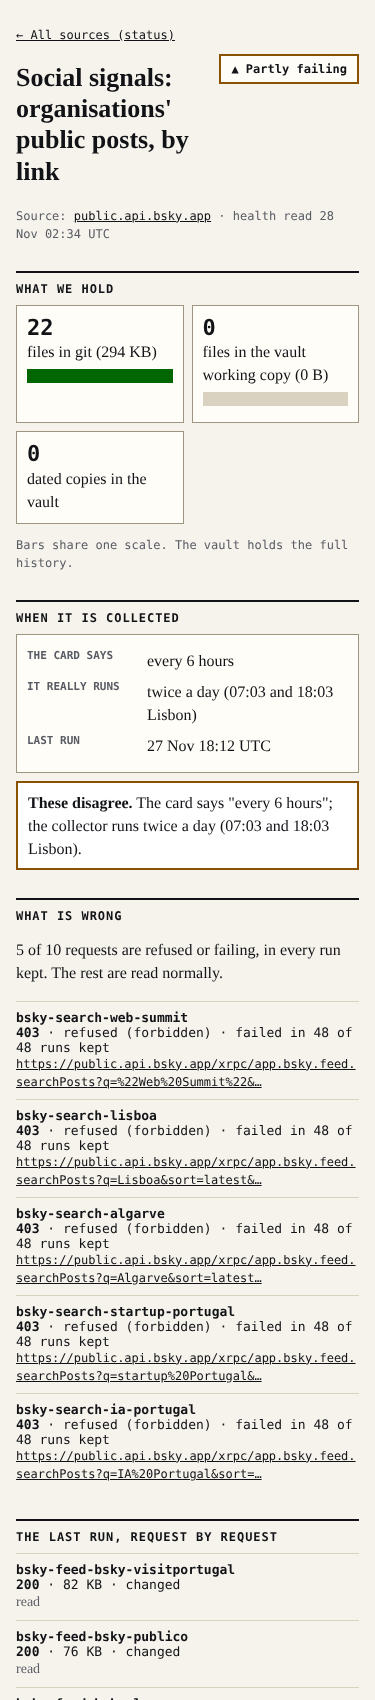 ← All sources (status)
▲ Partly failing
Social signals:
organisations'
public posts, by
link
Source: public.api.bsky.app · health read 28
Nov 02:34 UTC
WHAT WE HOLD
22
files in git (294 KB)
0
files in the vault
working copy (0 B)
0
dated copies in the
vault
Bars share one scale. The vault holds the full
history.
WHEN IT IS COLLECTED
THE CARD SAYS
every 6 hours
IT REALLY RUNS
twice a day (07:03 and 18:03
Lisbon)
LAST RUN
27 Nov 18:12 UTC
These disagree. The card says "every 6 hours";
the collector runs twice a day (07:03 and 18:03
Lisbon).
WHAT IS WRONG
5 of 10 requests are refused or failing, in every run
kept. The rest are read normally.
bsky-search-web-summit
403 · refused (forbidden) · failed in 48 of
48 runs kept
https://public.api.bsky.app/xrpc/app.bsky.feed.
searchPosts?q=%22Web%20Summit%22&…
bsky-search-lisboa
403 · refused (forbidden) · failed in 48 of
48 runs kept
https://public.api.bsky.app/xrpc/app.bsky.feed.
searchPosts?q=Lisboa&sort=latest&…
bsky-search-algarve
403 · refused (forbidden) · failed in 48 of
48 runs kept
https://public.api.bsky.app/xrpc/app.bsky.feed.
searchPosts?q=Algarve&sort=latest…
bsky-search-startup-portugal
403 · refused (forbidden) · failed in 48 of
48 runs kept
https://public.api.bsky.app/xrpc/app.bsky.feed.
searchPosts?q=startup%20Portugal&…
bsky-search-ia-portugal
403 · refused (forbidden) · failed in 48 of
48 runs kept
https://public.api.bsky.app/xrpc/app.bsky.feed.
searchPosts?q=IA%20Portugal&sort=…
THE LAST RUN, REQUEST BY REQUEST
bsky-feed-bsky-visitportugal
200 · 82 KB · changed
read
bsky-feed-bsky-publico
200 · 76 KB · changed
read